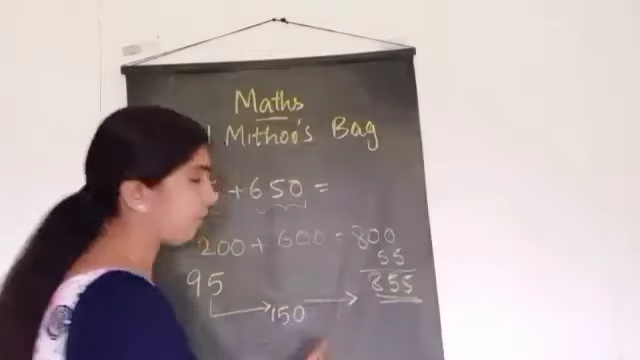 Maths
Mithoo's Bag
+ 650 =
200 + 600 = 800
55
855
95
150